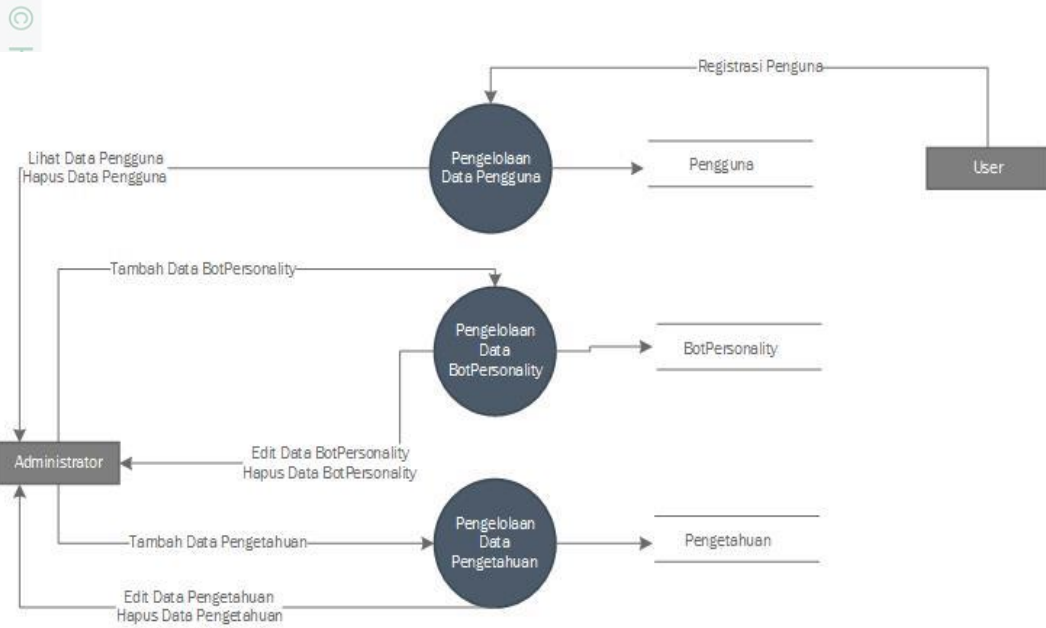 ©
Registrasi Penguna
Pengelolaan
Data Pengguna
Pengguna
User
Lihat Data Pengguna
Hapus Data Pengguna
Tambah Data BotPersonality
Pengelolaan
Data
BotPersonality
BotPersonality
Administrator
Edit Data BotPersonality
Hapus Data BotPersonality
Tambah Data Pengetahuan
Pengelolaan
Data
Pengetahuan
Pengetahuan
Edit Data Pengetahuan
Hapus Data Pengetahuan